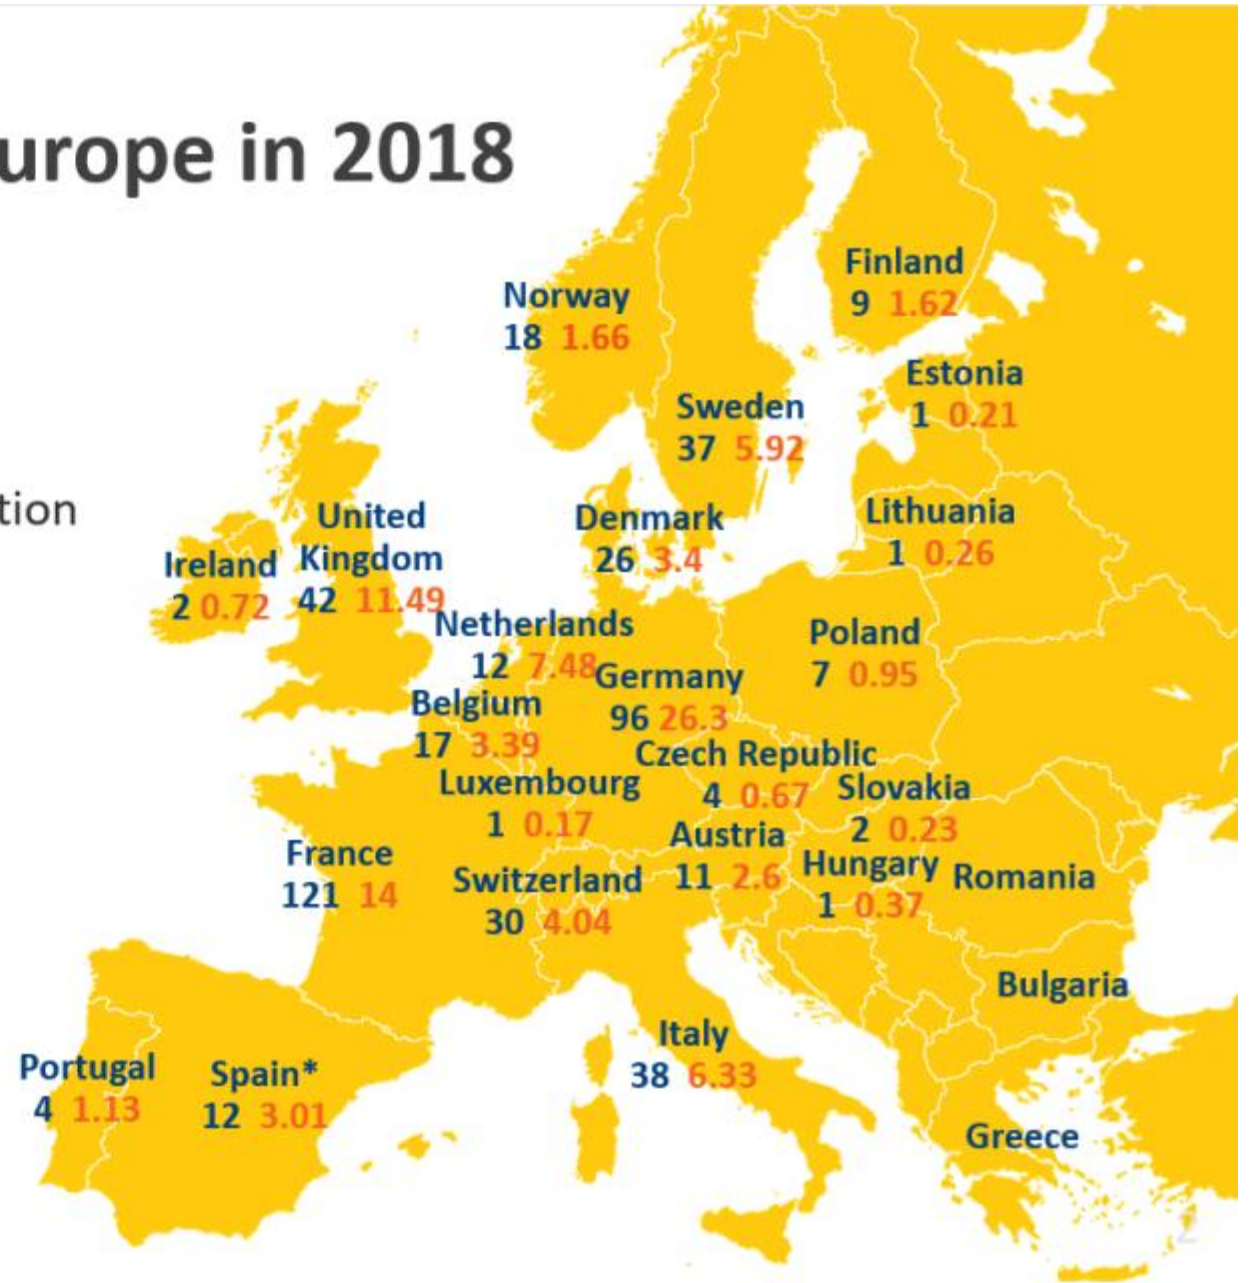 urope in 2018
Finland
9 1.62
Norway
18 1.66
Estonia
1 0.21
Sweden
37 5.92
tion
United
Kingdom
42 11.49
Denmark
26 3.4
Lithuania
1 0.26
Ireland
2 0.72
Netherlands
12 7.48
Poland
7 0.95
Germany
96 26.3
Belgium
17 3.39
Czech Republic
4 0.67
Luxembourg
1 0.17
Slovakia
2 0.23
Austria
11 2.6
France
121 14
Switzerland
30 4.04
Hungary
1 0.37
Romania
Bulgaria
Italy
38 6.33
Portugal
4 1.13
Spain*
12 3.01
Greece
2